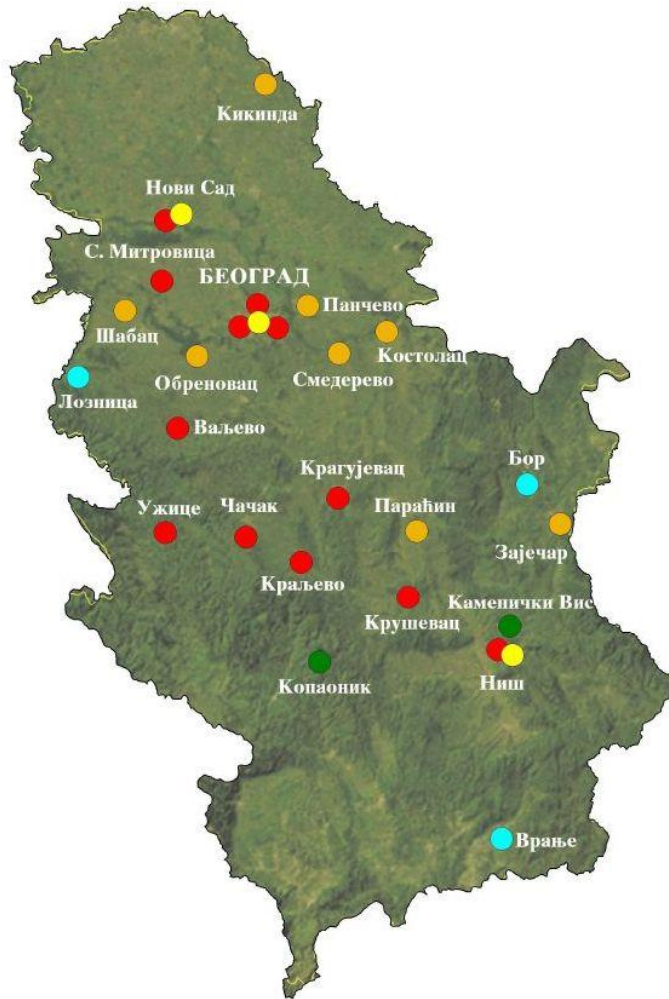 Кикинда
Нови Сад
С. Митровица
БЕОГРАД
Панчево
Шабац
Костолац
Обреновац
Смедерево
Лозница
Ваљево
Бор
Крагујевац
Ужице
Чачак
Параћин
Зајечар
Краљево
Каменички Вис
Крушевац
Копаоник
Ниш
Врање